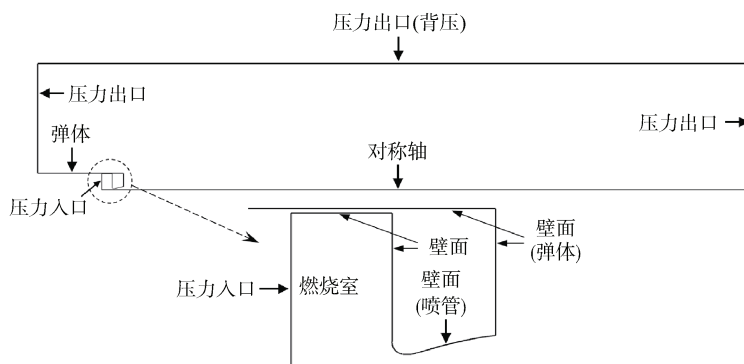 压力出口(背压)
压力出口
压力出口
弹体
对称轴
压力入口
壁面
壁面
(弹体)
压力入口
燃烧室
壁面
(喷管)